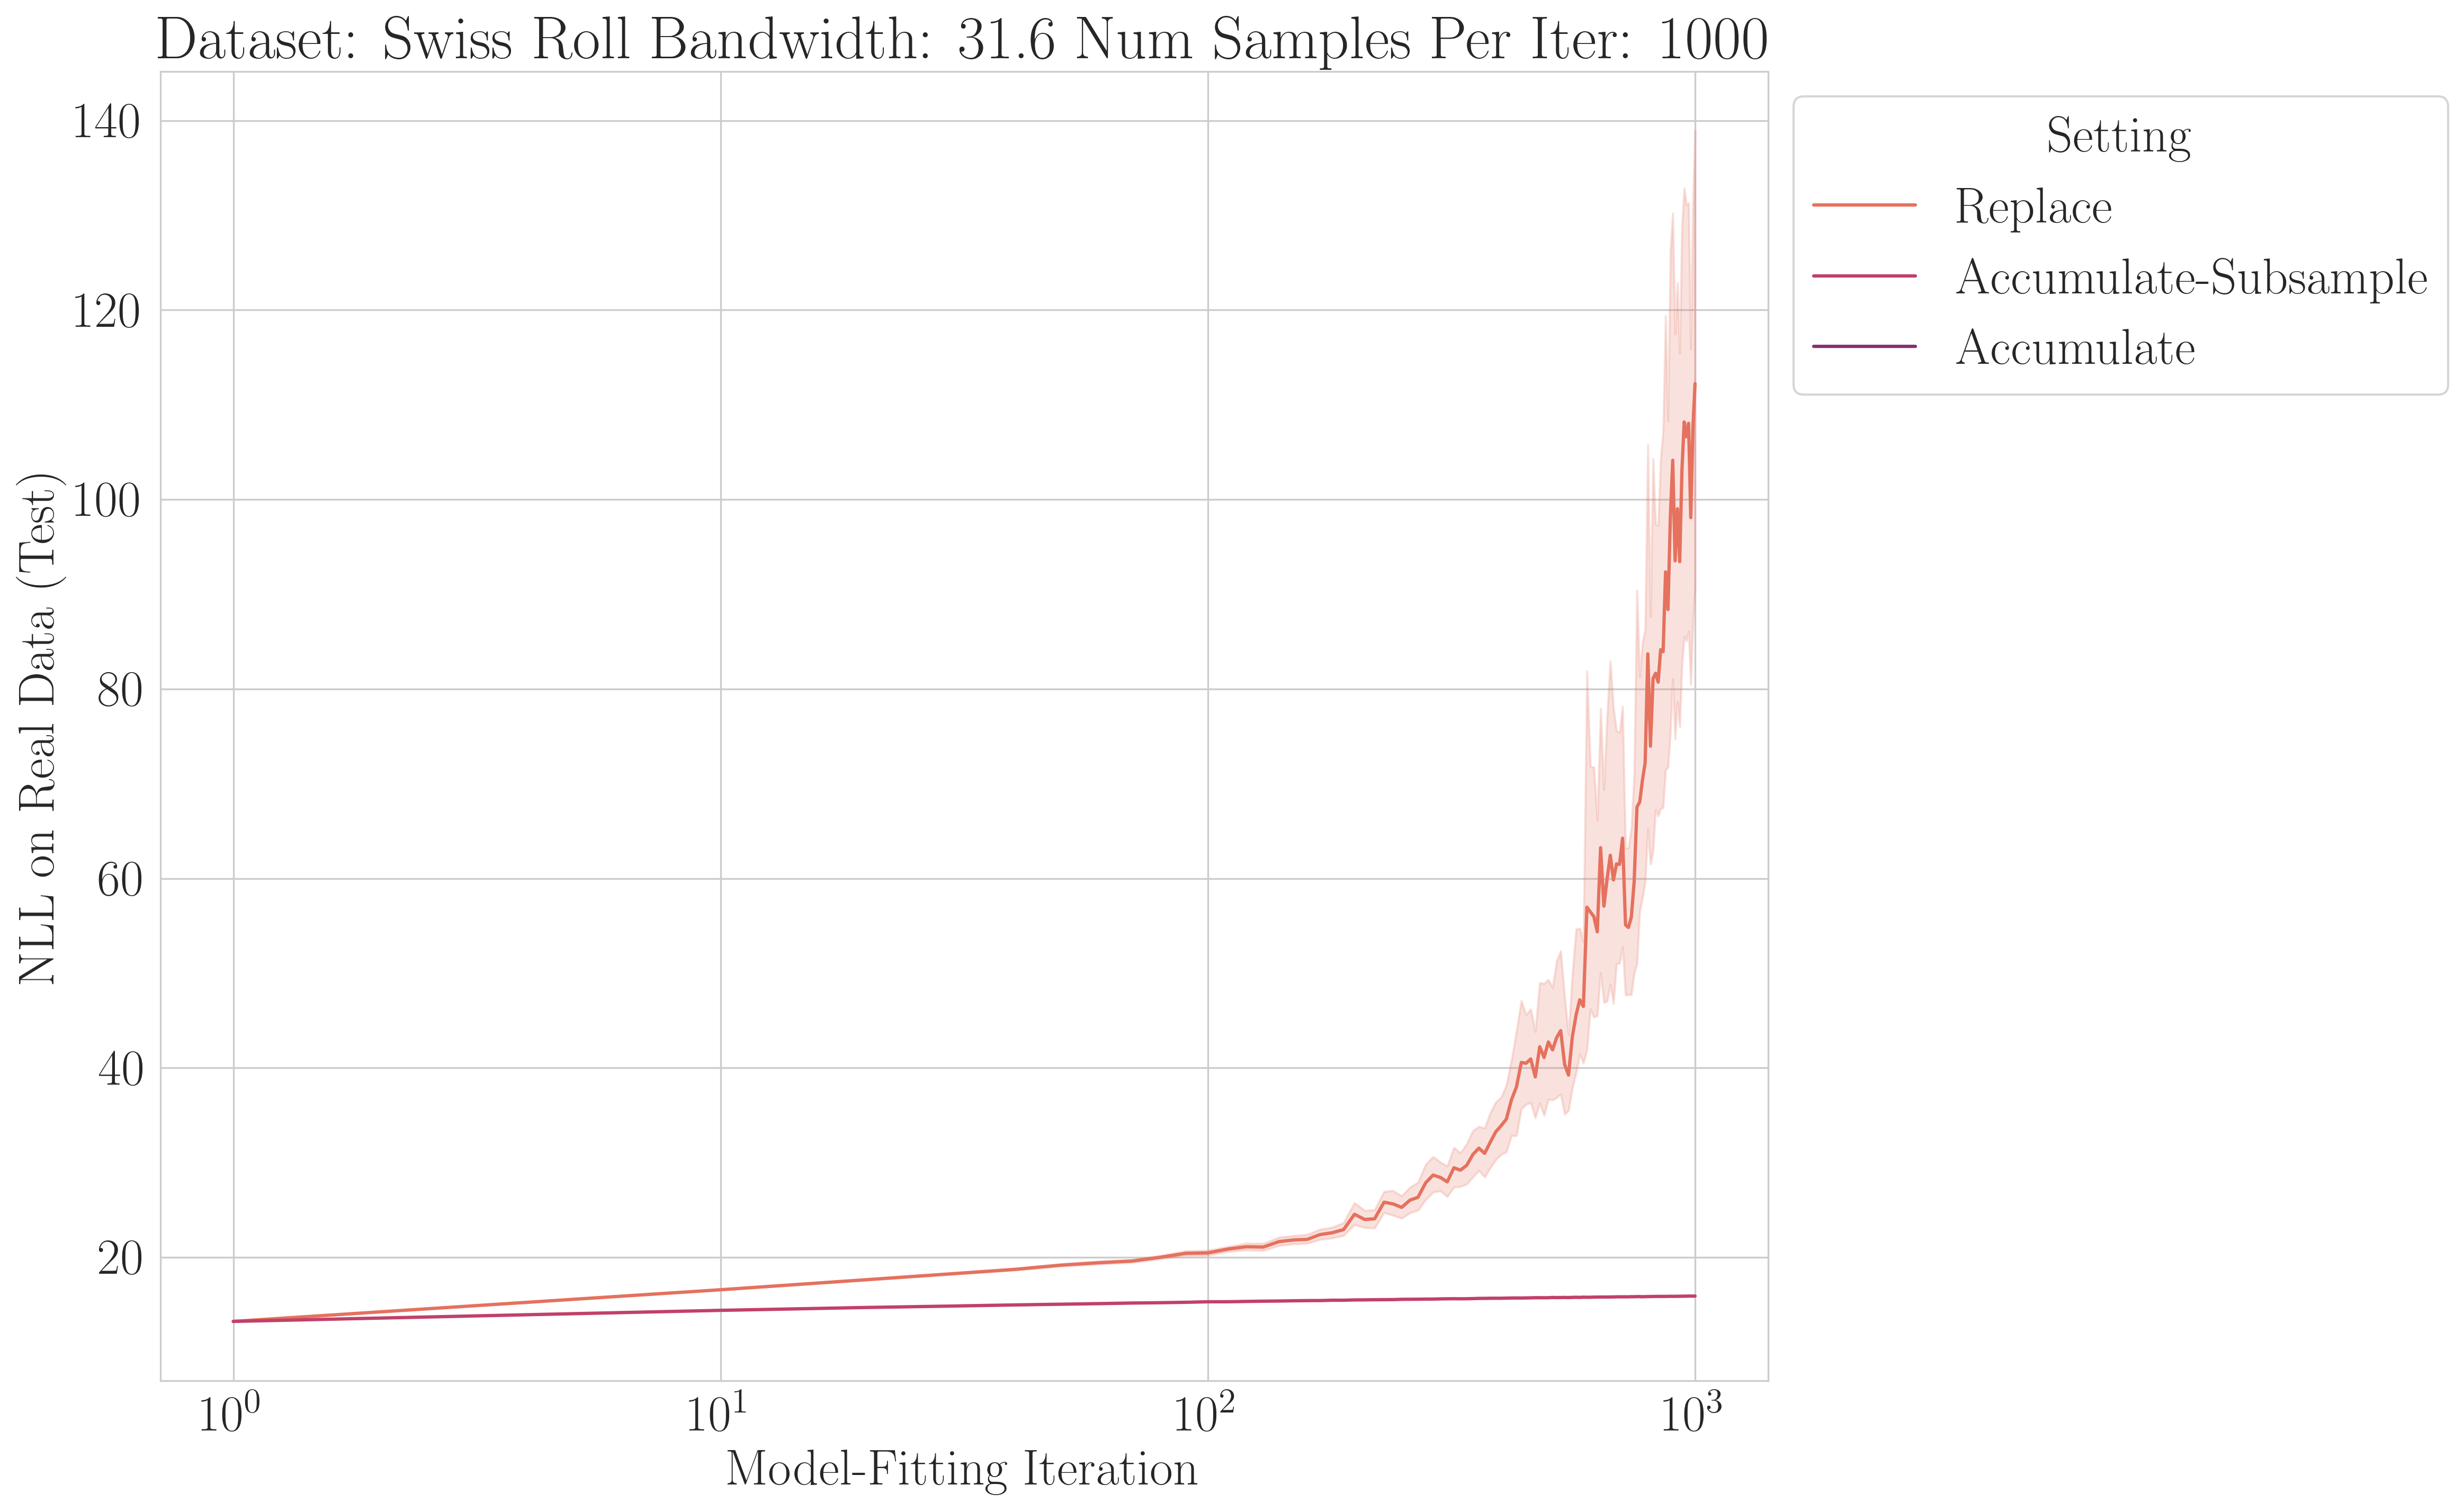 Dataset: Swiss Roll Bandwidth: 31.6 Num Samples Per Iter: 1000
NLL on Real Data (Test)
140
120
100
80
60
40
20
10^0
10^1
10^2
10^3
Model-Fitting Iteration
Setting
Replace
Accumulate-Subsample
Accumulate